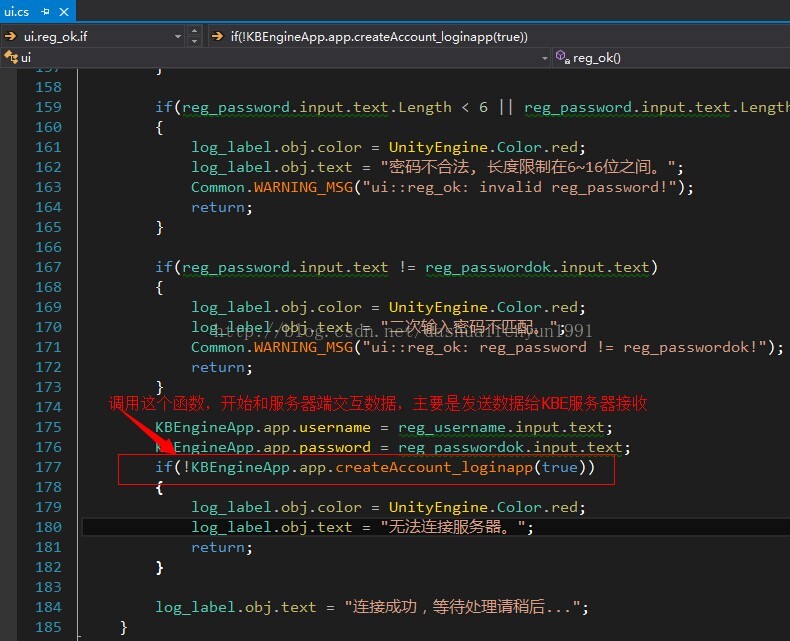 ui.cs
ui.reg_ok.if
if(!KBEngineApp.app.createAccount_loginapp(true))
ui
reg_ok()
157 }
158
159 if(reg_password.input.text.Length < 6 || reg_password.input.text.Length
160 {
161 log_label.obj.color = UnityEngine.Color.red;
162 log_label.obj.text = "密码不合法, 长度限制在6~16位之间。";
163 Common.WARNING_MSG("ui::reg_ok: invalid reg_password!");
164 return;
165 }
166
167 if(reg_password.input.text != reg_passwordok.input.text)
168 {
169 log_label.obj.color = UnityEngine.Color.red;
170 log_label.obj.text = "二次输入密码不匹配。";
171 Common.WARNING_MSG("ui::reg_ok: reg_password != reg_passwordok!");
172 return;
173 }
174
调用这个函数，开始和服务器端交互数据，主要是发送数据给KBE服务器接收
175 KBEngineApp.app.username = reg_username.input.text;
176 KBEngineApp.app.password = reg_passwordok.input.text;
177 if(!KBEngineApp.app.createAccount_loginapp(true))
178 {
179 log_label.obj.color = UnityEngine.Color.red;
180 log_label.obj.text = "无法连接服务器。";
181 return;
182 }
183
184 log_label.obj.text = "连接成功，等待处理请稍后...";
185 }